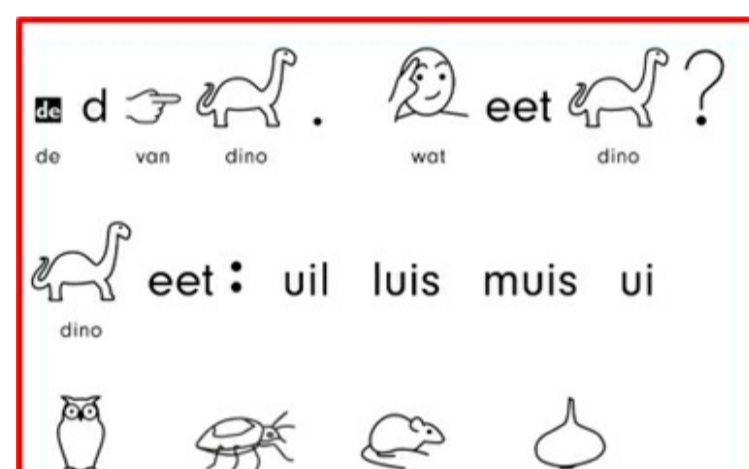 de d . eet ?
de van dino wat dino
eet : uil luis muis ui
dino